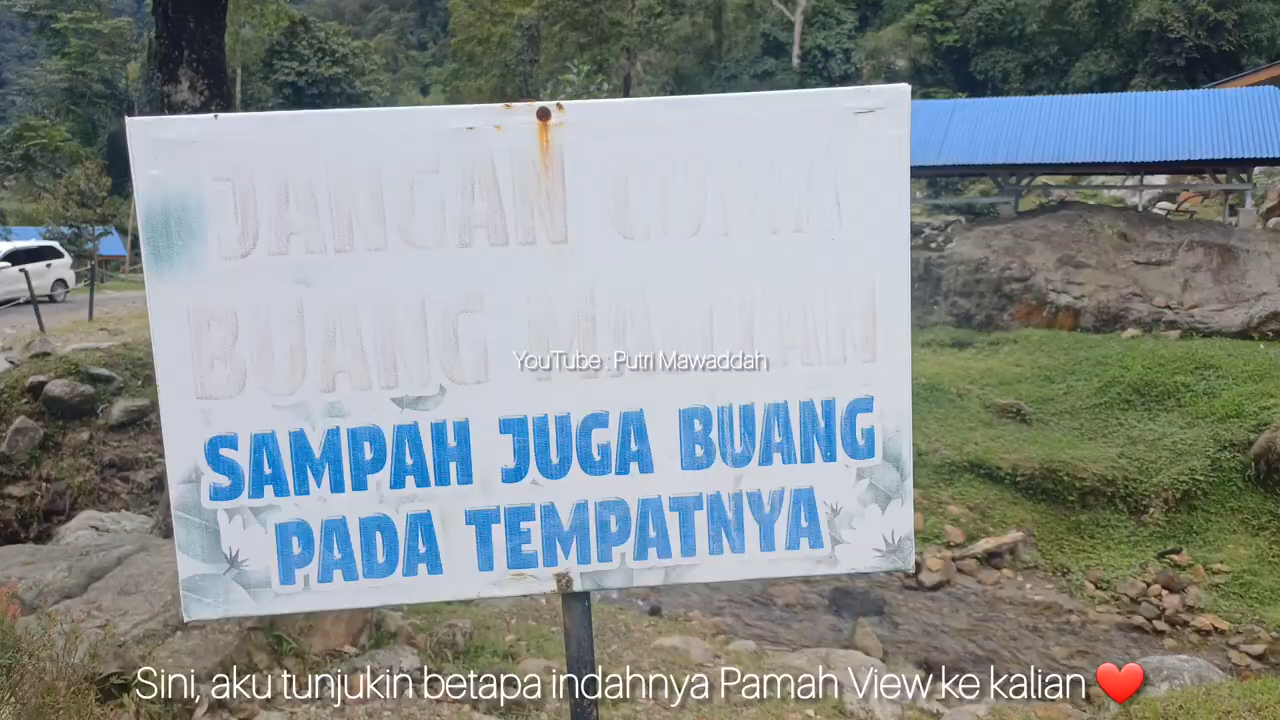 JANGAN CUMA
BUANG MANTAN
YouTube : Putri Mawaddah
SAMPAH JUGA BUANG
PADA TEMPATNYA
Sini, aku tunjukin betapa indahnya Pamah View ke kalian ❤️